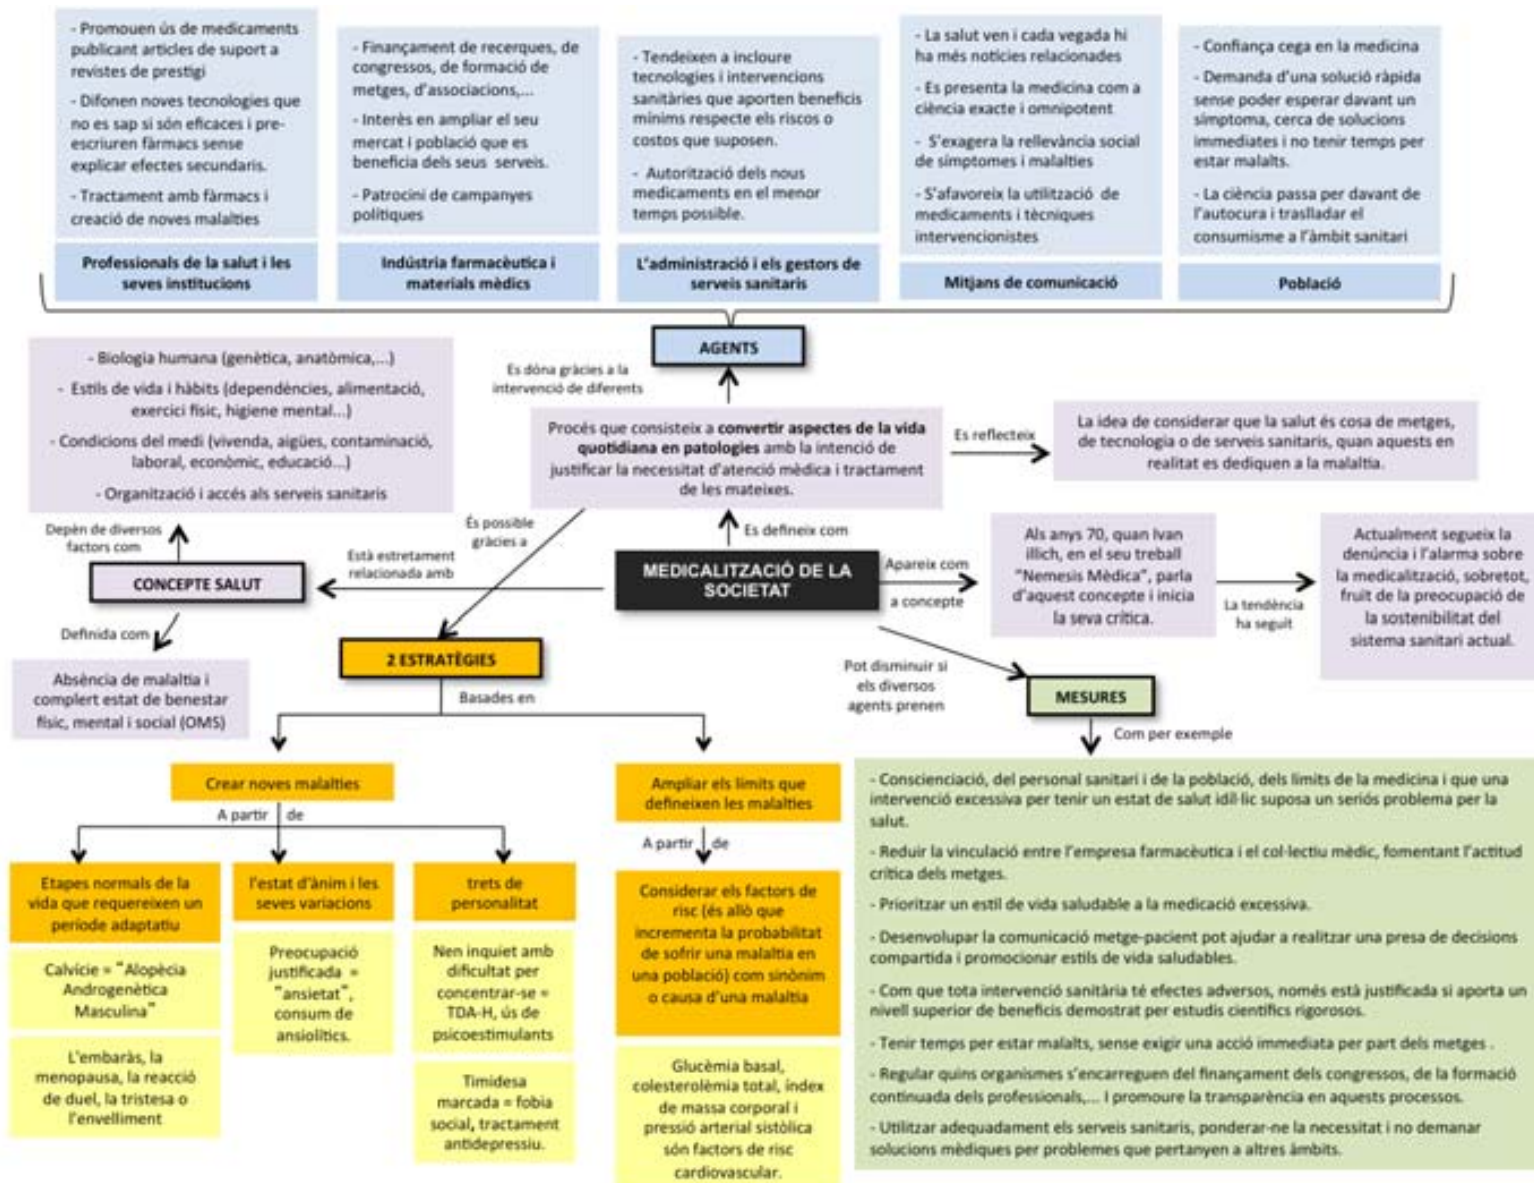 - Promouen ús de medicaments
publicant articles de suport a
revistes de prestigi
- Difonen noves tecnologies que
no es sap si són eficaces i pre-
escriuren fàrmacs sense
explicar efectes secundaris.
- Tractament amb fàrmacs i
creació de noves malalties
Professionals de la salut i les
seves institucions
- Finançament de recerques, de
congressos, de formació de
metges, d'associacions,...
- Interès en ampliar el seu
mercat i població que es
beneficia dels seus serveis.
- Patrocini de campanyes
polítiques
Indústria farmacèutica i
materials mèdics
- Tendeixen a incloure
tecnologies i intervencions
sanitàries que aporten beneficis
mínims respecte els riscos o
costos que suposen.
- Autorització dels nous
medicaments en el menor
temps possible.
L'administració i els gestors de
serveis sanitaris
- La salut ven i cada vegada hi
ha més notícies relacionades
- Es presenta la medicina com a
ciència exacte i omnipotent
- S'exagera la rellevància social
de símptomes i malalties
- S'afavoreix la utilització de
medicaments i tècniques
intervencionistes
Mitjans de comunicació
- Confiança cega en la medicina
- Demanda d'una solució ràpida
sense poder esperar davant un
símptoma, cerca de solucions
immediates i no tenir temps per
estar malalts.
- La ciència passa per davant de
l'autocura i traslladar el
consumisme a l'àmbit sanitari
Població
AGENTS
Es dóna gràcies a la
intervenció de diferents
- Biologia humana (genètica, anatòmica,...)
- Estils de vida i hàbits (dependències, alimentació,
exercici físic, higiene mental...)
- Condicions del medi (vivenda, aigües, contaminació,
laboral, econòmic, educació...)
- Organització i accés als serveis sanitaris
Procés que consisteix a convertir aspectes de la vida
quotidiana en patologies amb la intenció de
justificar la necessitat d'atenció mèdica i tractament
de les mateixes.
Es reflecteix
La idea de considerar que la salut és cosa de metges,
de tecnologia o de serveis sanitaris, quan aquests en
realitat es dediquen a la malaltia.
Depèn de diversos
factors com
És possible
gràcies a
Es defineix com
Està estretament
relacionada amb
CONCEPTE SALUT
MEDICALITZACIÓ DE LA
SOCIETAT
Apareix com
a concepte
Als anys 70, quan Ivan
illich, en el seu treball
"Nemesis Mèdica", parla
d'aquest concepte i inicia
la seva crítica.
La tendència
ha seguit
Actualment segueix la
denúncia i l'alarma sobre
la medicalització, sobretot,
fruit de la preocupació de
la sostenibilitat del
sistema sanitari actual.
Definida com
Absència de malaltia i
complert estat de benestar
físic, mental i social (OMS)
2 ESTRATÈGIES
Basades en
Pot disminuir si
els diversos
agents prenen
MESURES
Com per exemple
Crear noves malalties
A partir de
Ampliar els límits que
defineixen les malalties
A partir de
Etapes normals de la
vida que requereixen un
període adaptatiu
Calvície = "Alopècia
Androgenètica
Masculina"
L'embaràs, la
menopausa, la reacció
de duel, la tristesa o
l'envelliment
l'estat d'ànim i les
seves variacions
Preocupació
justificada =
"ansietat",
consum de
ansiolítics.
trets de
personalitat
Nen inquiet amb
dificultat per
concentrar-se =
TDA-H, ús de
psicoestimulants
Timidesa
marcada = fobia
social, tractament
antidepressiu.
Considerar els factors de
risc (és allò que
incrementa la probabilitat
de sofrir una malaltia en
una població) com sinònim
o causa d'una malaltia
Glucèmia basal,
colesterolèmia total, índex
de massa corporal i
pressió arterial sistòlica
són factors de risc
cardiovascular.
- Conscienciació, del personal sanitari i de la població, dels límits de la medicina i que una
intervenció excessiva per tenir un estat de salut idíl·lic suposa un seriós problema per la
salut.
- Reduir la vinculació entre l'empresa farmacèutica i el col·lectiu mèdic, fomentant l'actitud
crítica dels metges.
- Prioritzar un estil de vida saludable a la medicació excessiva.
- Desenvolupar la comunicació metge-pacient pot ajudar a realitzar una presa de decisions
compartida i promocionar estils de vida saludables.
- Com que tota intervenció sanitària té efectes adversos, només està justificada si aporta un
nivell superior de beneficis demostrat per estudis científics rigorosos.
- Tenir temps per estar malalts, sense exigir una acció immediata per part dels metges .
- Regular quins organismes s'encarreguen del finançament dels congressos, de la formació
continuada dels professionals,... I promoure la transparència en aquests processos.
- Utilitzar adequadament els serveis sanitaris, ponderar-ne la necessitat i no demanar
solucions mèdiques per problemes que pertanyen a altres àmbits.